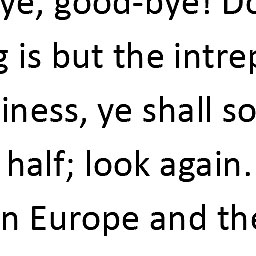 ye, good-bye! Do
g is but the intrep
iness, ye shall so
half; look again.
n Europe and the